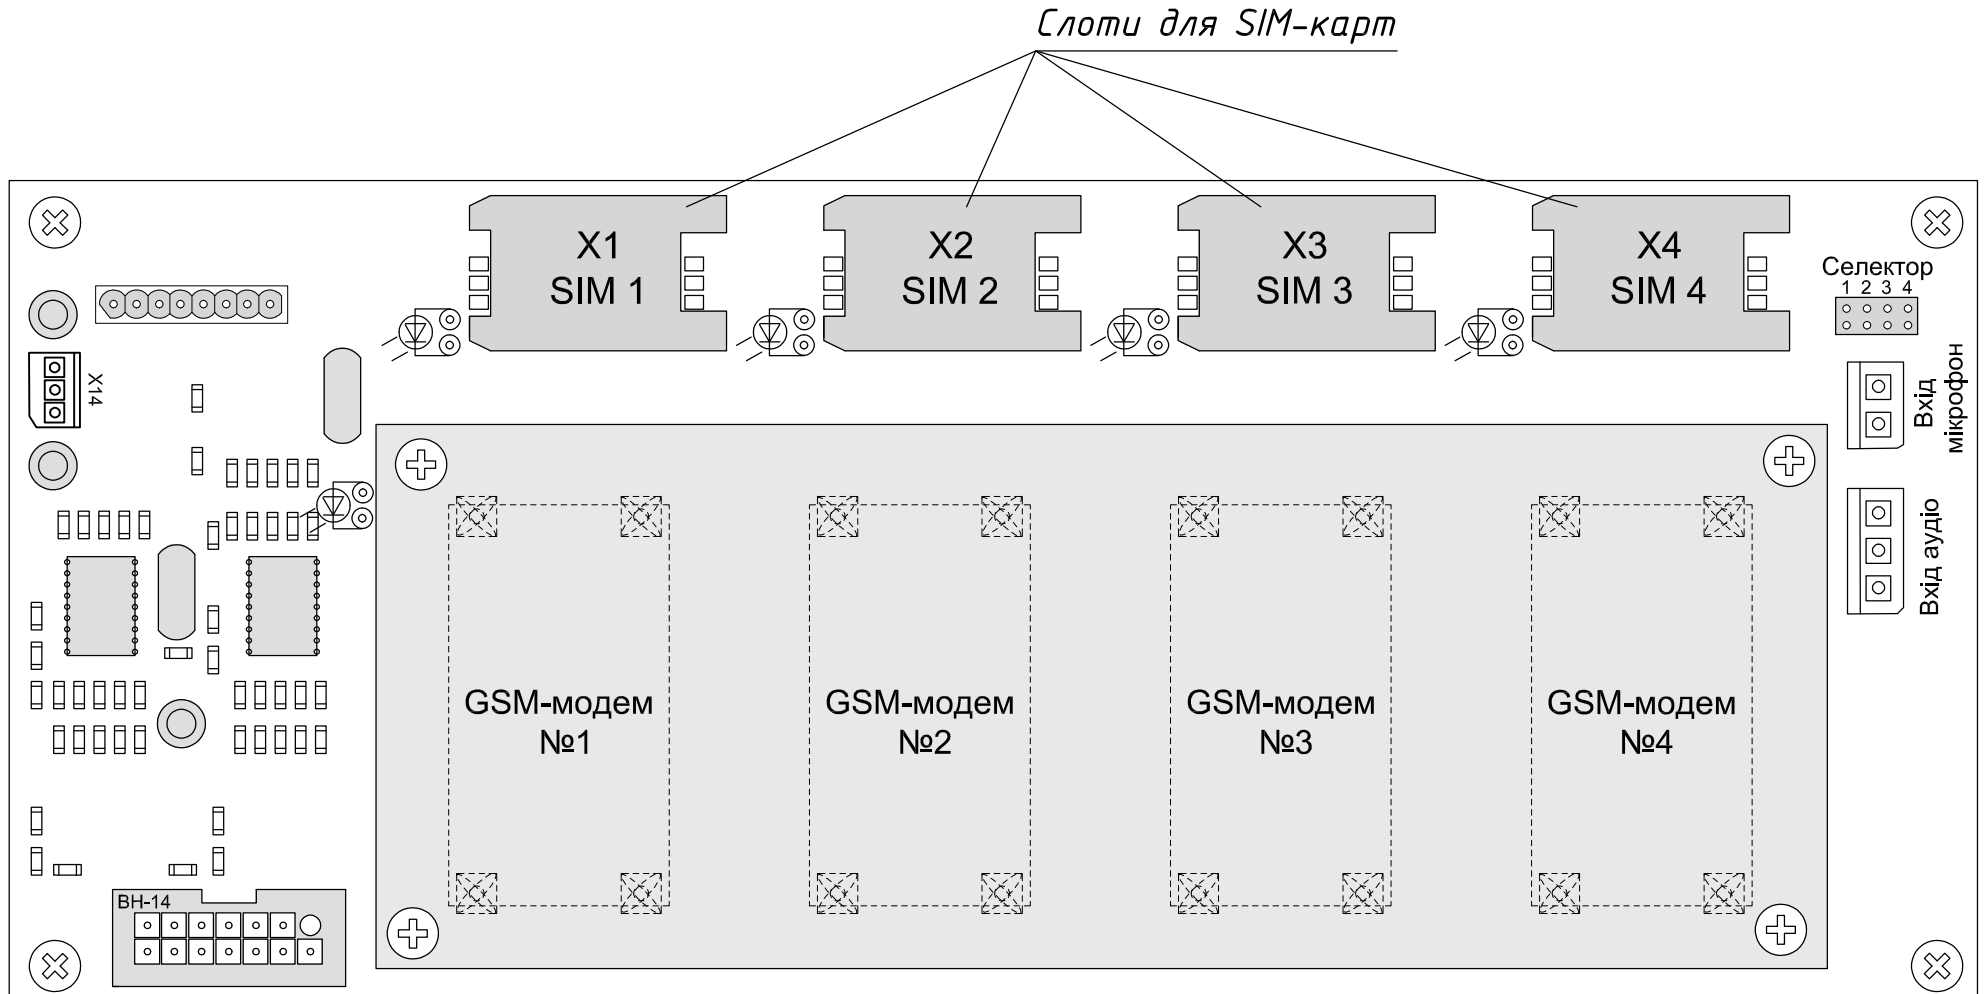 Слоти для SIM-карт
X1
SIM 1
X2
SIM 2
X3
SIM 3
X4
SIM 4
Селектор
1 2 3 4
X14
Вхід
мікрофон
Вхід аудіо
GSM-модем
№1
GSM-модем
№2
GSM-модем
№3
GSM-модем
№4
BH-14